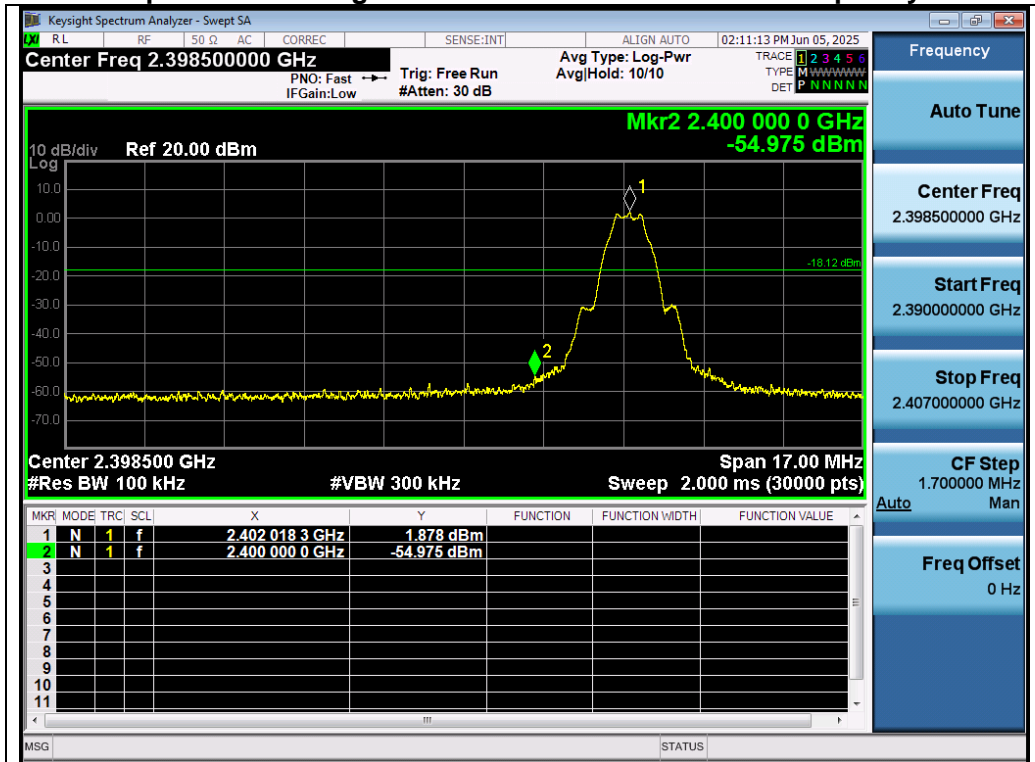 Keysight Spectrum Analyzer - Swept SA
LXI RL RF 50 Ω AC CORREC SENSE:INT ALIGN AUTO 02:11:13 PM Jun 05, 2025
Center Freq 2.398500000 GHz
PNO: Fast
IFGain:Low
Trig: Free Run
#Atten: 30 dB
Avg Type: Log-Pwr
Avg|Hold: 10/10
TRACE 1 2 3 4 5 6
TYPE M WWWWW
DET P N N N N N
Mkr2 2.400 000 0 GHz
-54.975 dBm
10 dB/div Ref 20.00 dBm
Log
10.0
0.00
-10.0
-20.0
-30.0
-40.0
-50.0
-60.0
-70.0
1
-18.12 dBm
2
Center 2.398500 GHz Span 17.00 MHz
#Res BW 100 kHz #VBW 300 kHz Sweep 2.000 ms (30000 pts)
MKR MODE TRC SCL X Y FUNCTION FUNCTION WIDTH FUNCTION VALUE
1 N 1 f 2.402 018 3 GHz 1.878 dBm
2 N 1 f 2.400 000 0 GHz -54.975 dBm
3
4
5
6
7
8
9
10
11
MSG STATUS
Frequency
Auto Tune
Center Freq
2.398500000 GHz
Start Freq
2.390000000 GHz
Stop Freq
2.407000000 GHz
CF Step
1.700000 MHz
Auto Man
Freq Offset
0 Hz